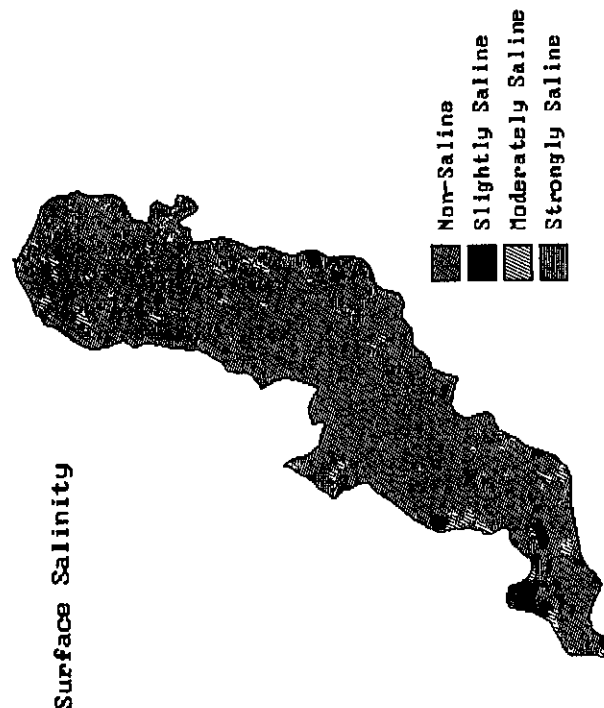 Surface Salinity
Non-Saline
Slightly Saline
Moderately Saline
Strongly Saline